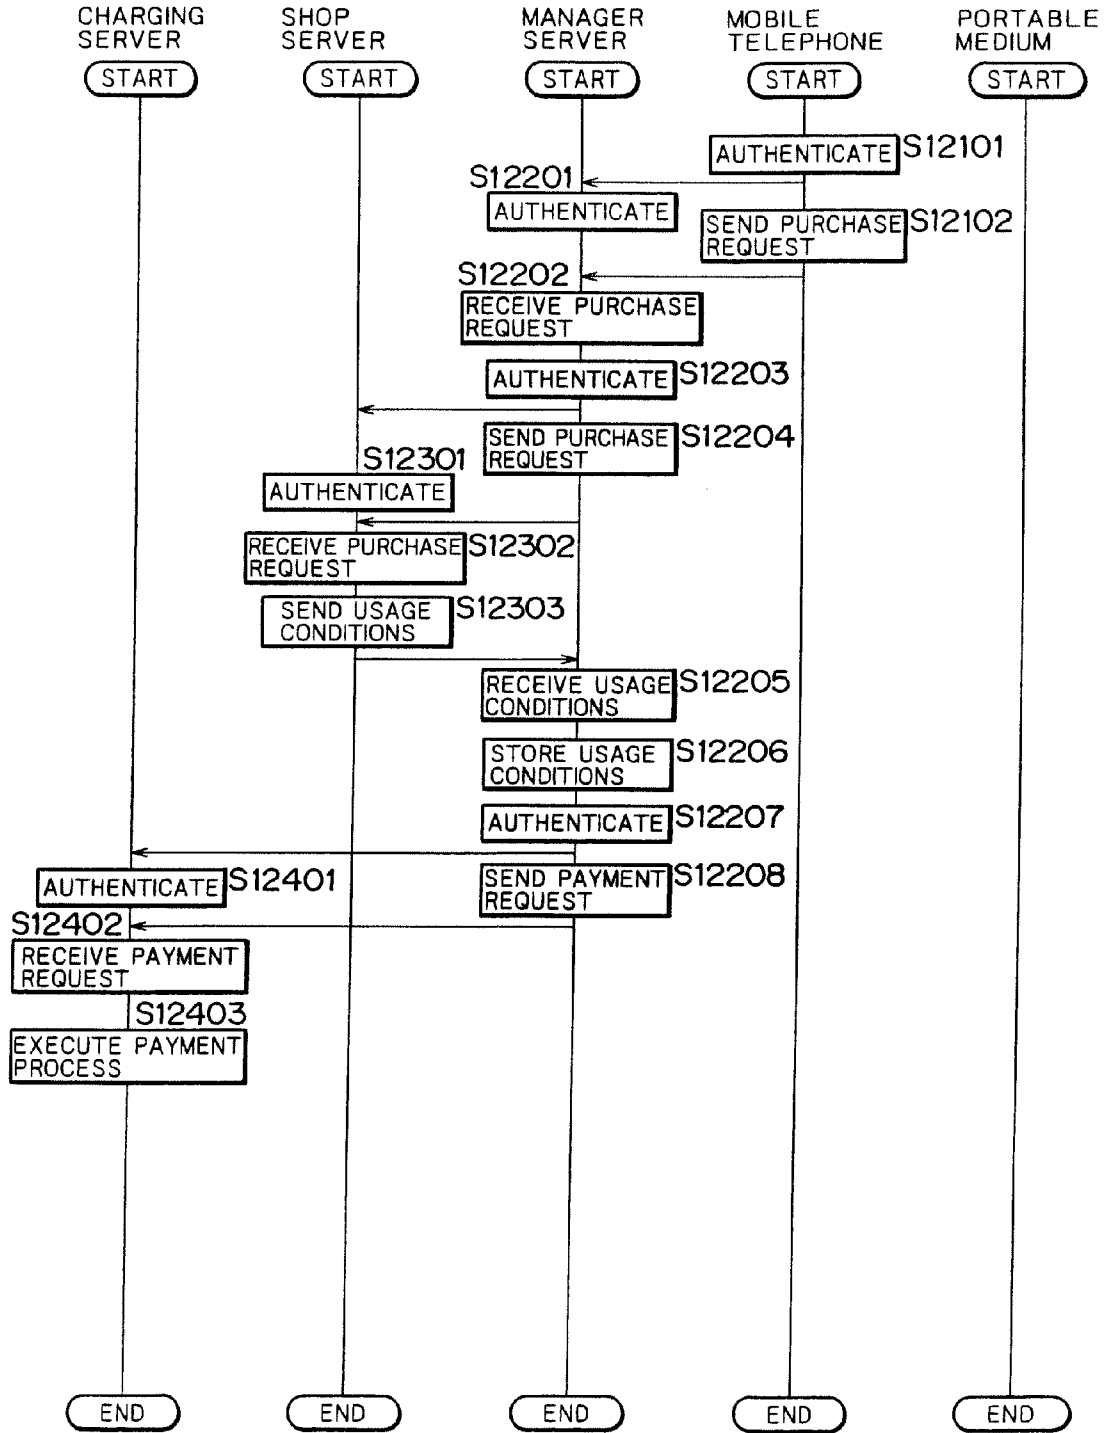 CHARGING
SERVER
SHOP
SERVER
MANAGER
SERVER
MOBILE
TELEPHONE
PORTABLE
MEDIUM
START
START
START
START
START
AUTHENTICATE
S12101
S12201
AUTHENTICATE
SEND PURCHASE
REQUEST
S12102
S12202
RECEIVE PURCHASE
REQUEST
AUTHENTICATE
S12203
SEND PURCHASE
REQUEST
S12204
S12301
AUTHENTICATE
RECEIVE PURCHASE
REQUEST
S12302
SEND USAGE
CONDITIONS
S12303
RECEIVE USAGE
CONDITIONS
S12205
STORE USAGE
CONDITIONS
S12206
AUTHENTICATE
S12207
AUTHENTICATE
S12401
SEND PAYMENT
REQUEST
S12208
S12402
RECEIVE PAYMENT
REQUEST
S12403
EXECUTE PAYMENT
PROCESS
END
END
END
END
END